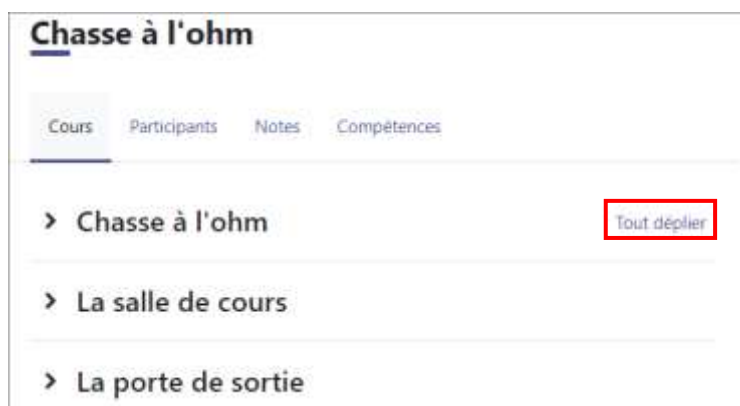 Chasse à l'ohm
Cours Participants Notes Compétences
Chasse à l'ohm Tout déplier
La salle de cours
La porte de sortie